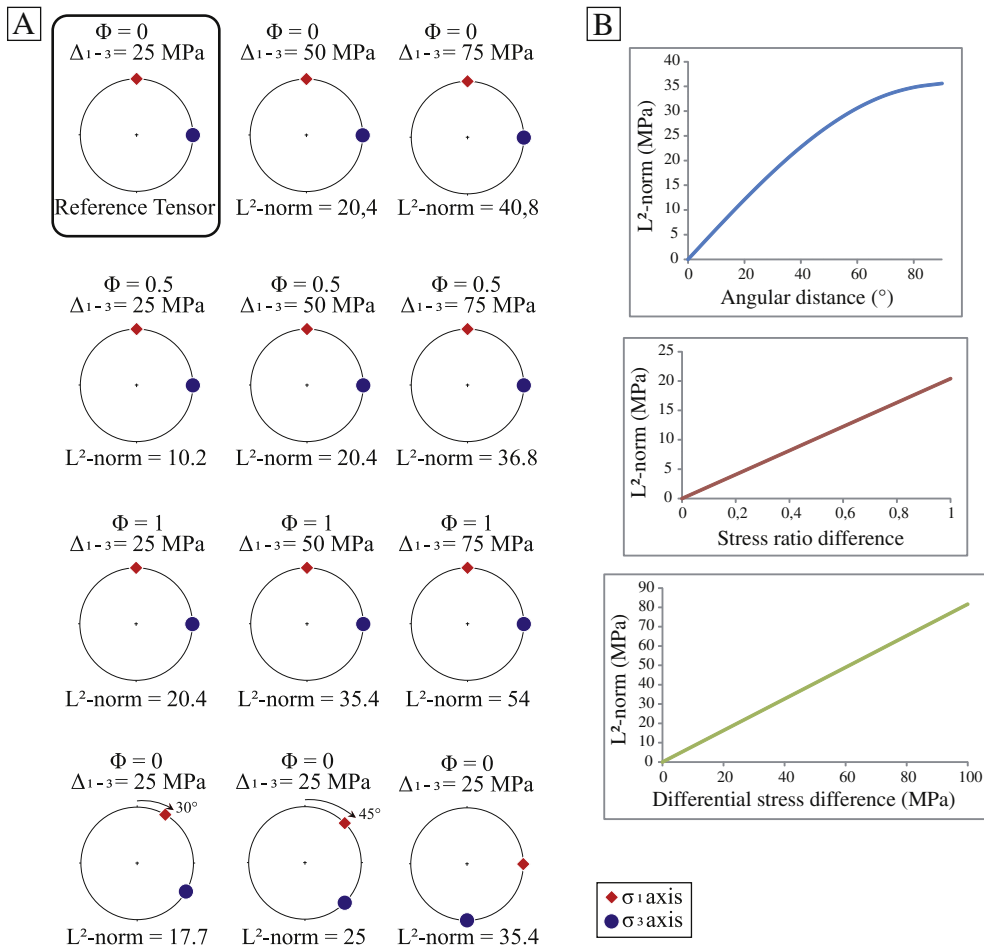 A
Φ = 0
Δ₁₋₃ = 25 MPa
Reference Tensor
Φ = 0
Δ₁₋₃ = 50 MPa
L²-norm = 20,4
Φ = 0
Δ₁₋₃ = 75 MPa
L²-norm = 40,8
Φ = 0.5
Δ₁₋₃ = 25 MPa
L²-norm = 10.2
Φ = 0.5
Δ₁₋₃ = 50 MPa
L²-norm = 20.4
Φ = 0.5
Δ₁₋₃ = 75 MPa
L²-norm = 36.8
Φ = 1
Δ₁₋₃ = 25 MPa
L²-norm = 20.4
Φ = 1
Δ₁₋₃ = 50 MPa
L²-norm = 35.4
Φ = 1
Δ₁₋₃ = 75 MPa
L²-norm = 54
Φ = 0
Δ₁₋₃ = 25 MPa
30°
L²-norm = 17.7
Φ = 0
Δ₁₋₃ = 25 MPa
45°
L²-norm = 25
Φ = 0
Δ₁₋₃ = 25 MPa
L²-norm = 35.4
B
L²-norm (MPa)
40
35
30
25
20
15
10
5
0
0 20 40 60 80
Angular distance (°)
L²-norm (MPa)
25
20
15
10
5
0
0 0,2 0,4 0,6 0,8 1
Stress ratio difference
L²-norm (MPa)
90
80
70
60
50
40
30
20
10
0
0 20 40 60 80 100
Differential stress difference (MPa)
σ₁ axis
σ₃ axis